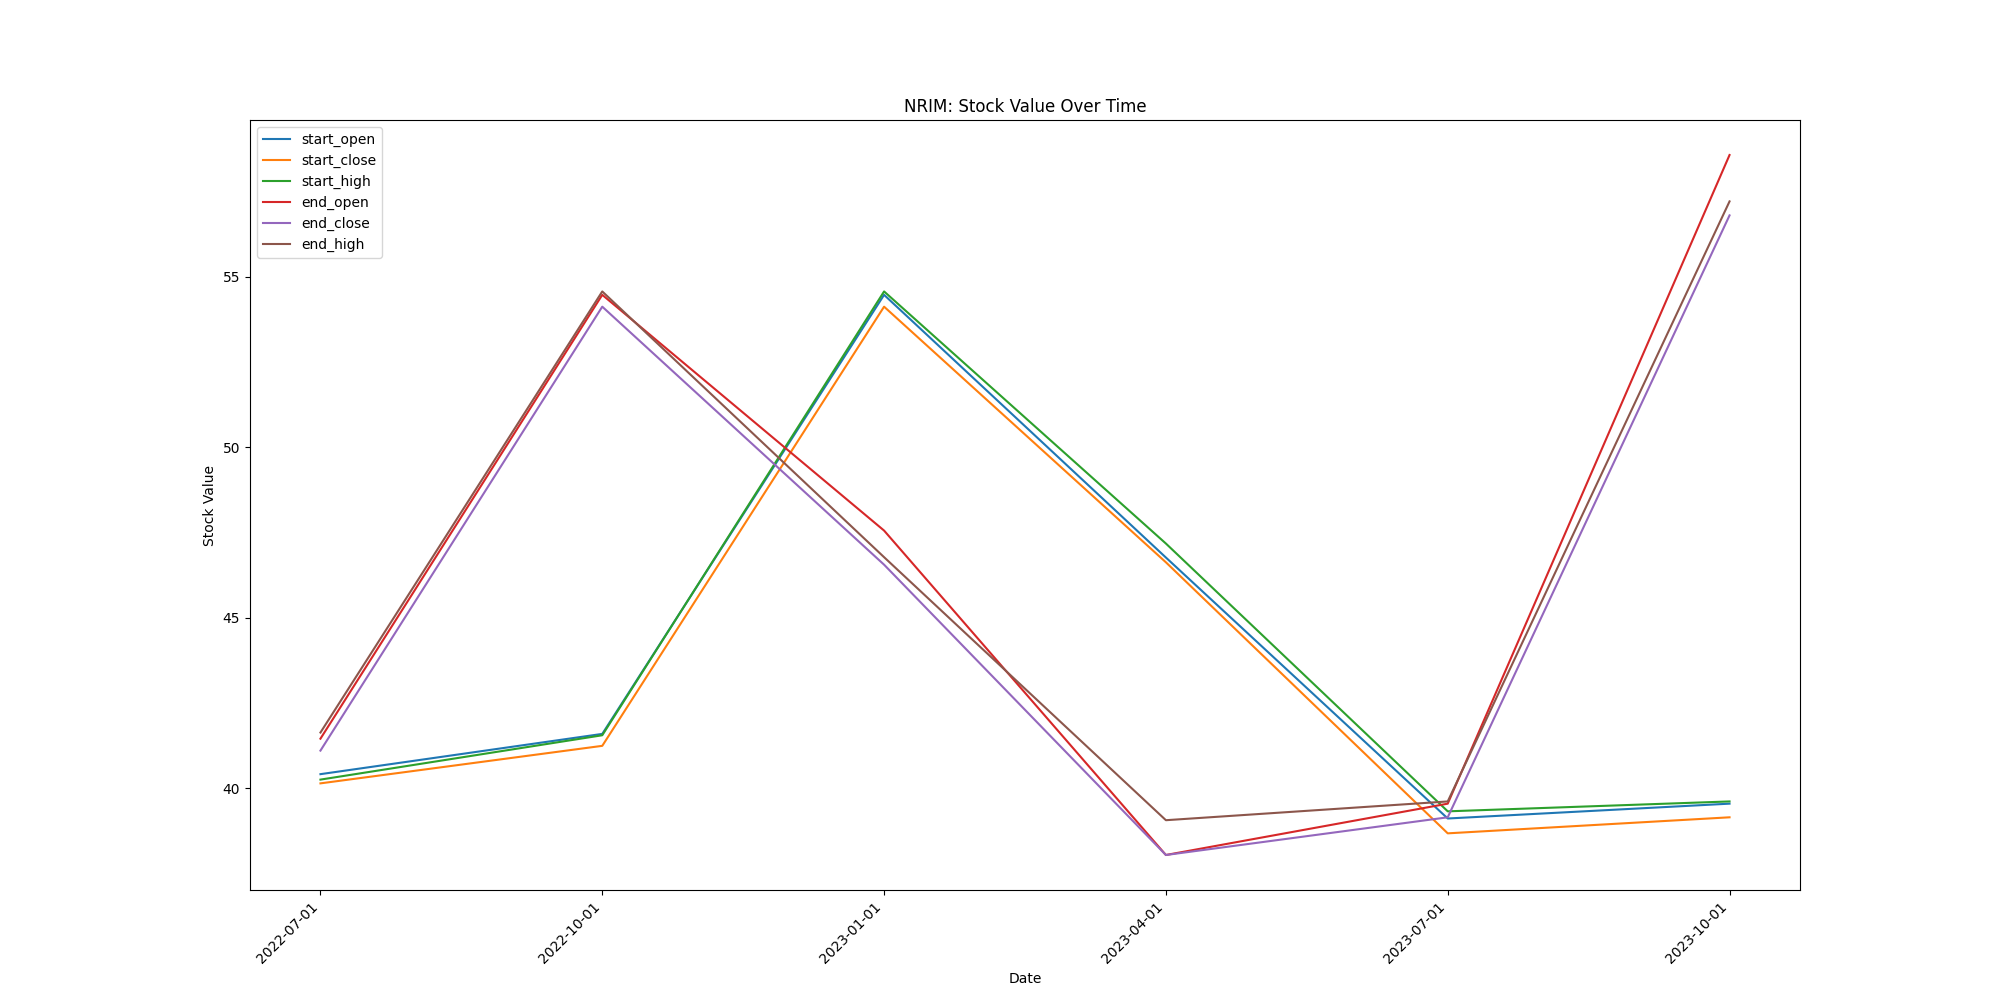 NRIM: Stock Value Over Time
start_open
start_close
start_high
end_open
end_close
end_high
Stock Value
55
50
45
40
2022-07-01
2022-10-01
2023-01-01
2023-04-01
2023-07-01
2023-10-01
Date